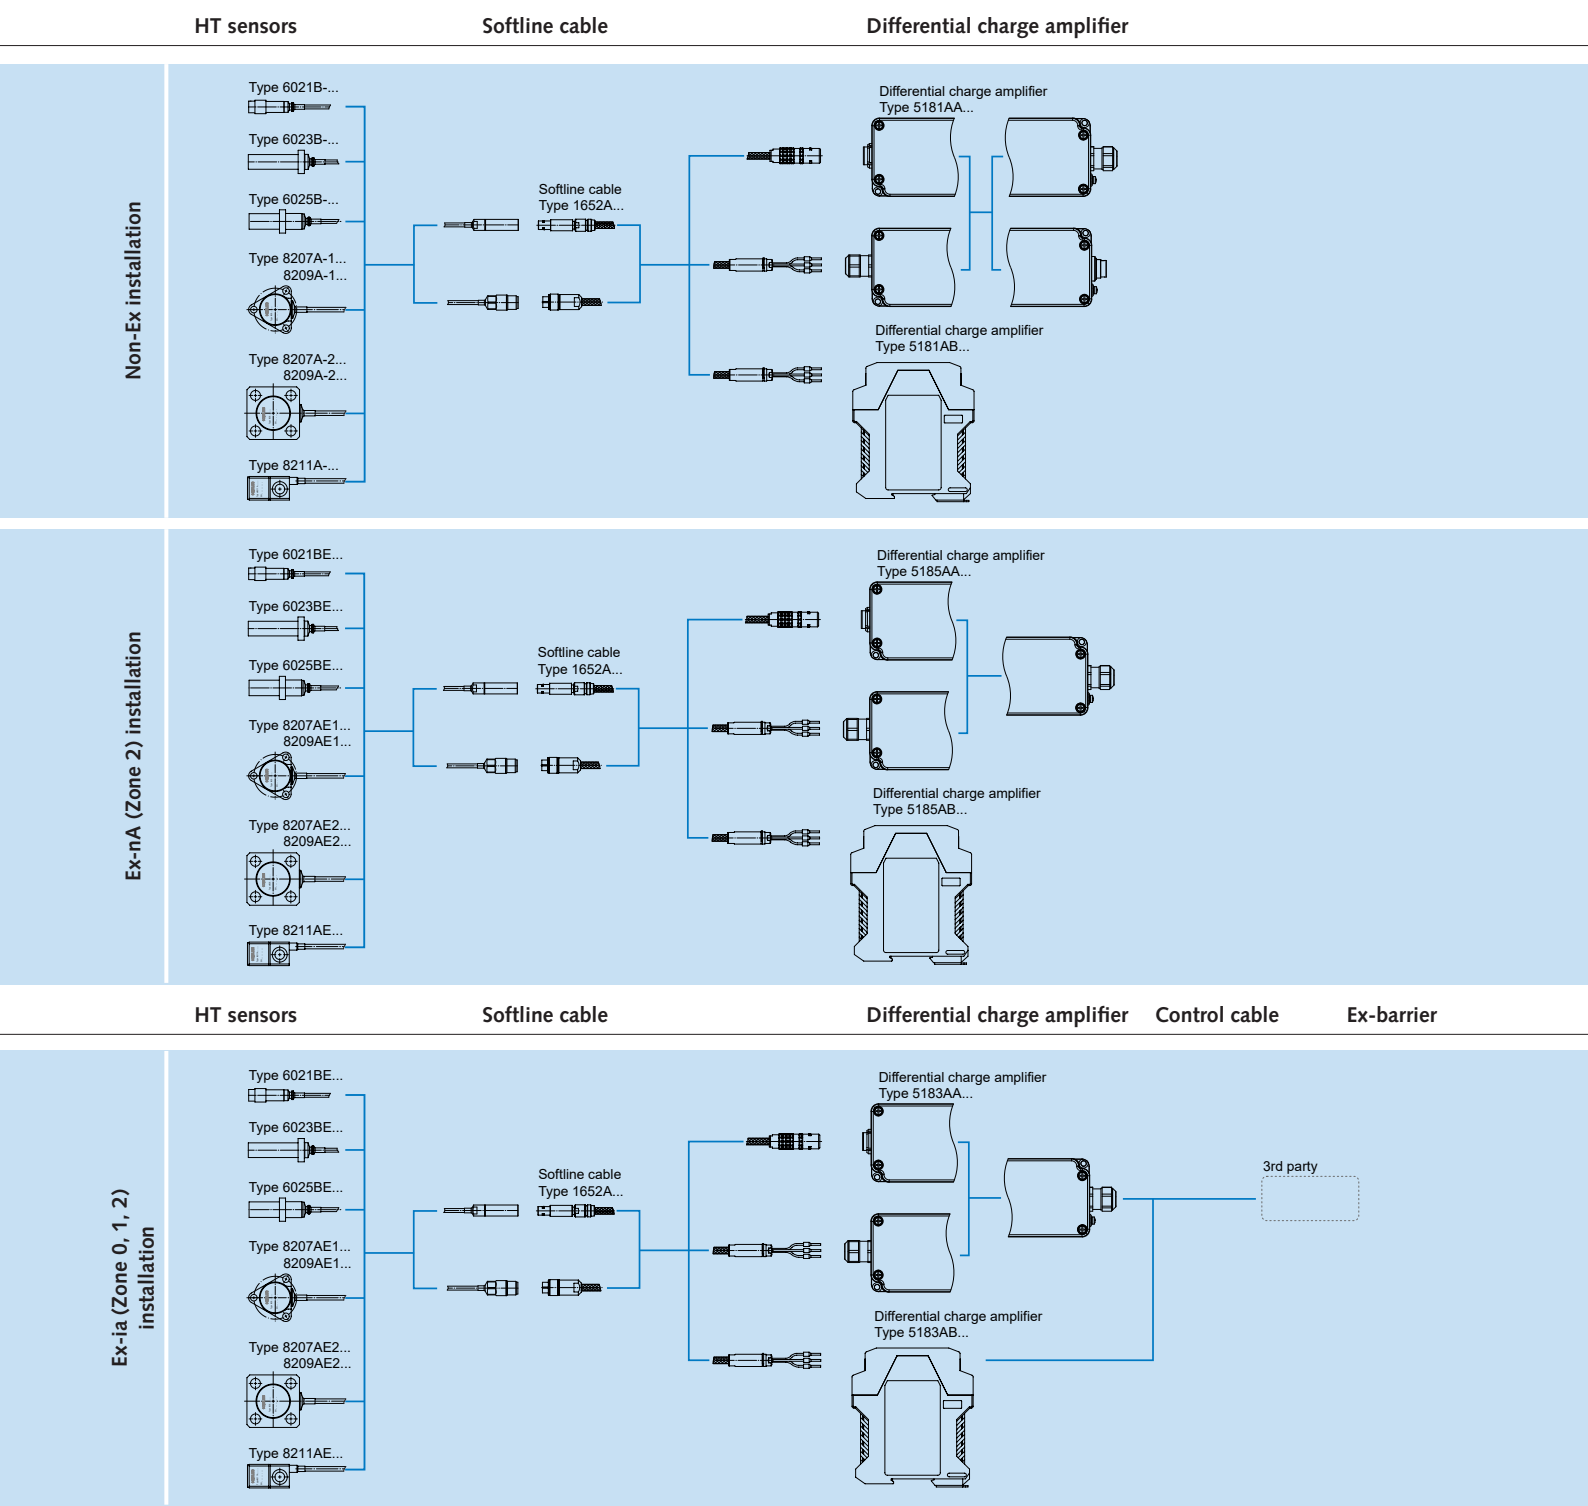 HT sensors
Softline cable
Differential charge amplifier
Non-Ex installation
Type 6021B-...
Type 6023B-...
Type 6025B-...
Type 8207A-1...
8209A-1...
Type 8207A-2...
8209A-2...
Type 8211A-...
Softline cable
Type 1652A...
Differential charge amplifier
Type 5181AA...
Differential charge amplifier
Type 5181AB...
Ex-nA (Zone 2) installation
Type 6021BE...
Type 6023BE...
Type 6025BE...
Type 8207AE1...
8209AE1...
Type 8207AE2...
8209AE2...
Type 8211AE...
Softline cable
Type 1652A...
Differential charge amplifier
Type 5185AA...
Differential charge amplifier
Type 5185AB...
HT sensors
Softline cable
Differential charge amplifier
Control cable
Ex-barrier
Ex-ia (Zone 0, 1, 2)
installation
Type 6021BE...
Type 6023BE...
Type 6025BE...
Type 8207AE1...
8209AE1...
Type 8207AE2...
8209AE2...
Type 8211AE...
Softline cable
Type 1652A...
Differential charge amplifier
Type 5183AA...
Differential charge amplifier
Type 5183AB...
3rd party